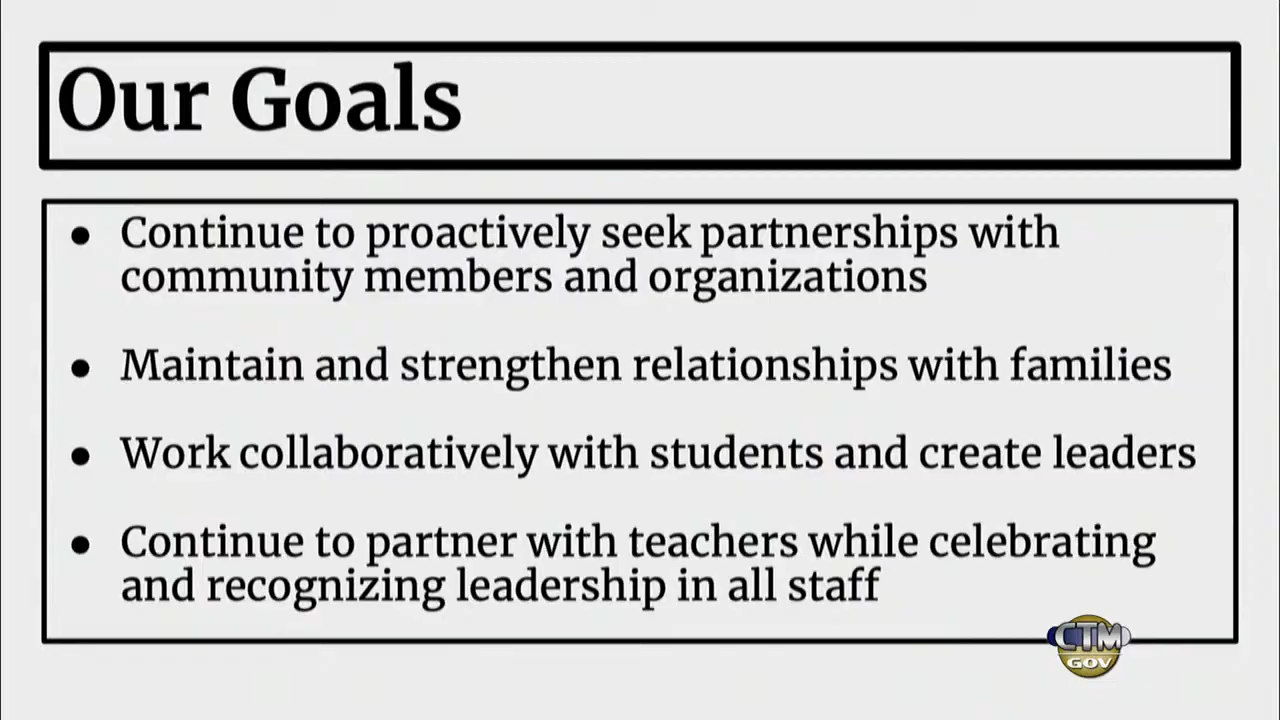 Our Goals
● Continue to proactively seek partnerships with
community members and organizations
● Maintain and strengthen relationships with families
● Work collaboratively with students and create leaders
● Continue to partner with teachers while celebrating
and recognizing leadership in all staff
CTM
GOV